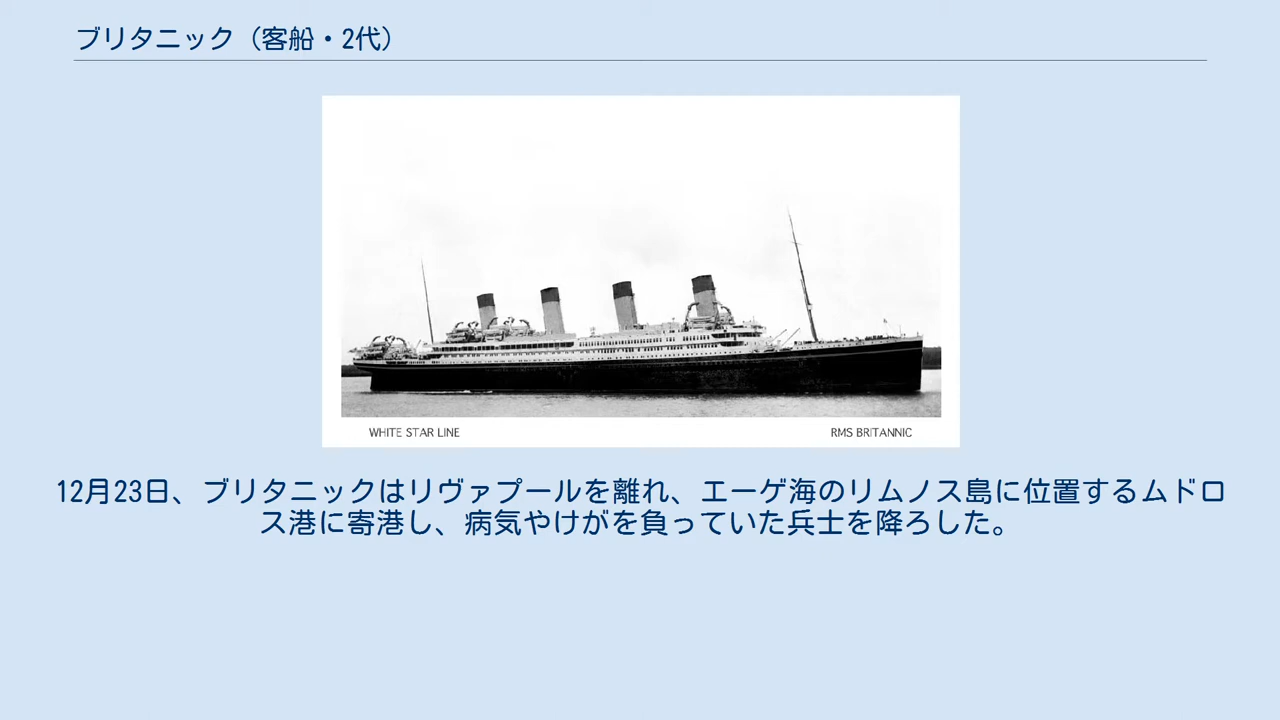 ブリタニック（客船・2代）
WHITE STAR LINE
RMS BRITANNIC
12月23日、ブリタニックはリヴァプールを離れ、エーゲ海のリムノス島に位置するムドロ
ス港に寄港し、病気やけがを負っていた兵士を降ろした。